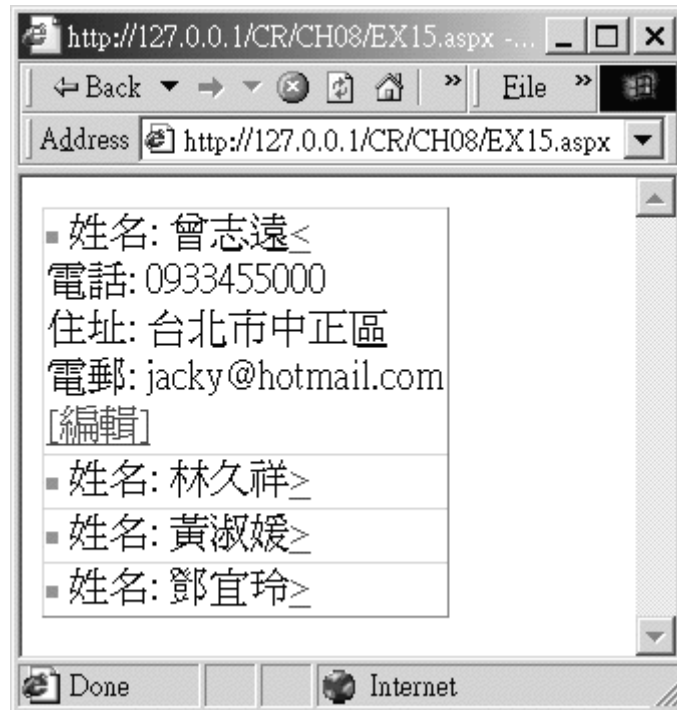 http://127.0.0.1/CR/CH08/EX15.aspx -...
Back » File »
Address http://127.0.0.1/CR/CH08/EX15.aspx
姓名: 曾志遠<
電話: 0933455000
住址: 台北市中正區
電郵: jacky@hotmail.com
[編輯]
姓名: 林久祥>
姓名: 黃淑媛>
姓名: 鄧宜玲>
Done Internet